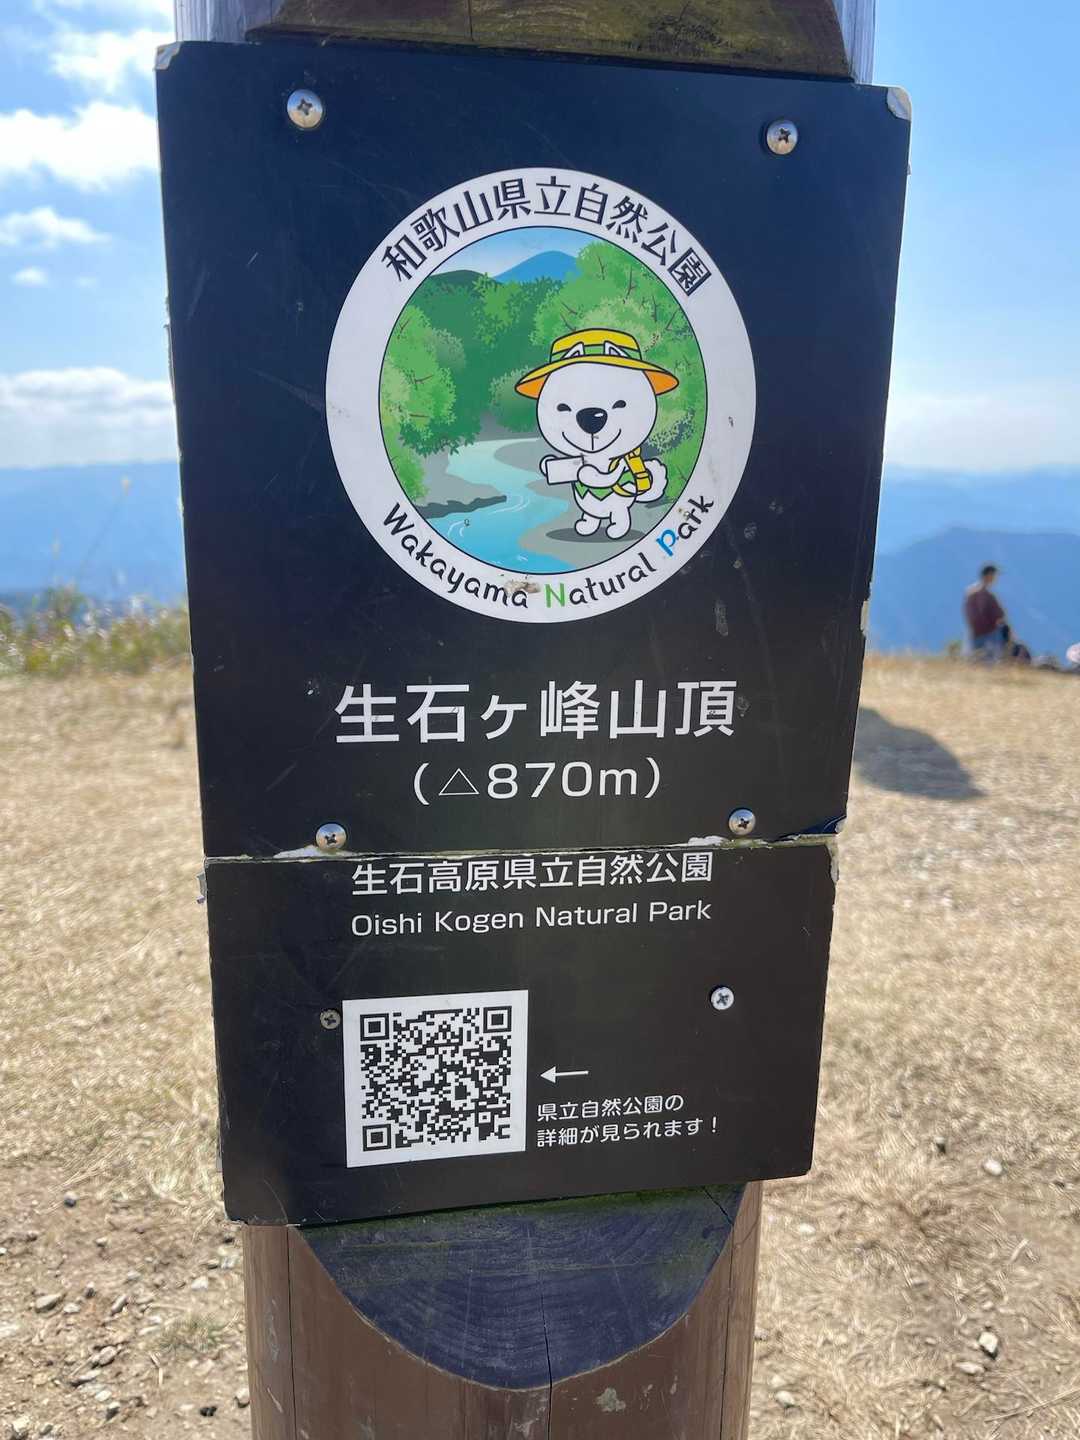 和歌山県立自然公園
Wakayama Natural Park
生石ヶ峰山頂
(△870m)
生石高原県立自然公園
Oishi Kogen Natural Park
←
県立自然公園の
詳細が見られます！